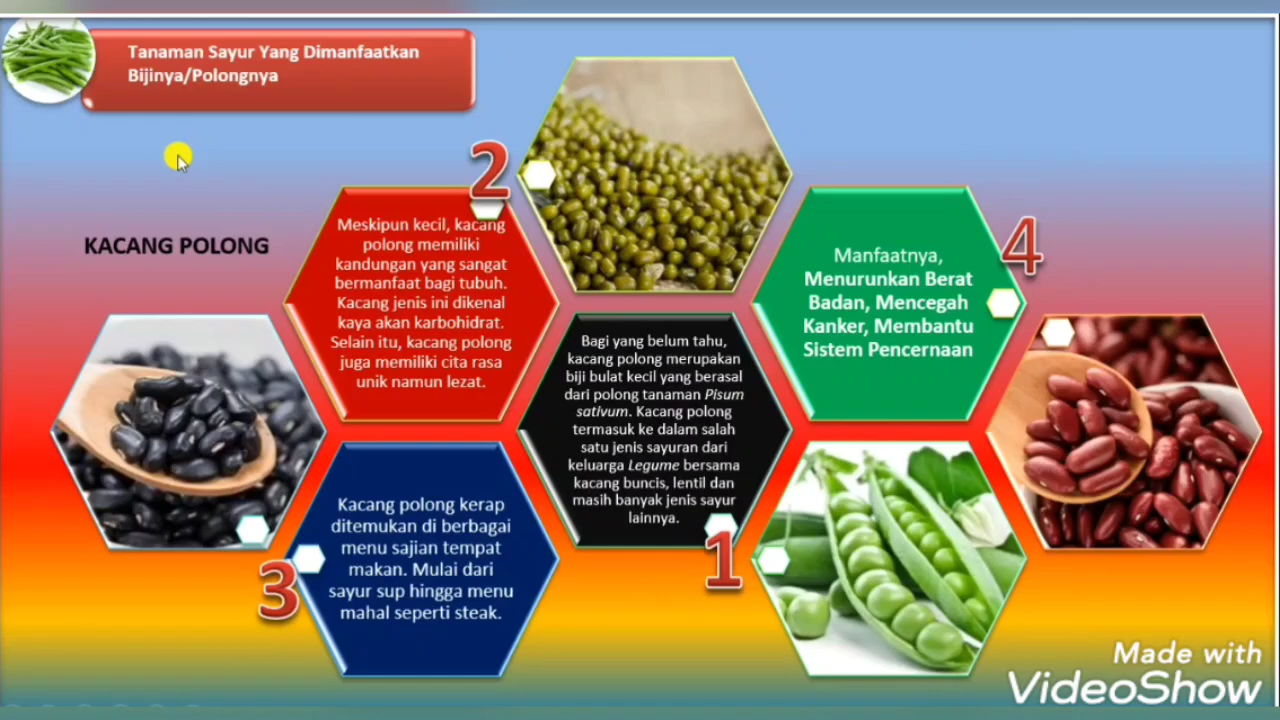 Tanaman Sayur Yang Dimanfaatkan
Bijinya/Polongnya
KACANG POLONG
2
Meskipun kecil, kacang
polong memiliki
kandungan yang sangat
bermanfaat bagi tubuh.
Kacang jenis ini dikenal
kaya akan karbohidrat.
Selain itu, kacang polong
juga memiliki cita rasa
unik namun lezat.
4
Manfaatnya,
Menurunkan Berat
Badan, Mencegah
Kanker, Membantu
Sistem Pencernaan
Bagi yang belum tahu,
kacang polong merupakan
biji bulat kecil yang berasal
dari polong tanaman Pisum
sativum. Kacang polong
termasuk ke dalam salah
satu jenis sayuran dari
keluarga Legume bersama
kacang buncis, lentil dan
masih banyak jenis sayur
lainnya.
1
3
Kacang polong kerap
ditemukan di berbagai
menu sajian tempat
makan. Mulai dari
sayur sup hingga menu
mahal seperti steak.
Made with
VideoShow